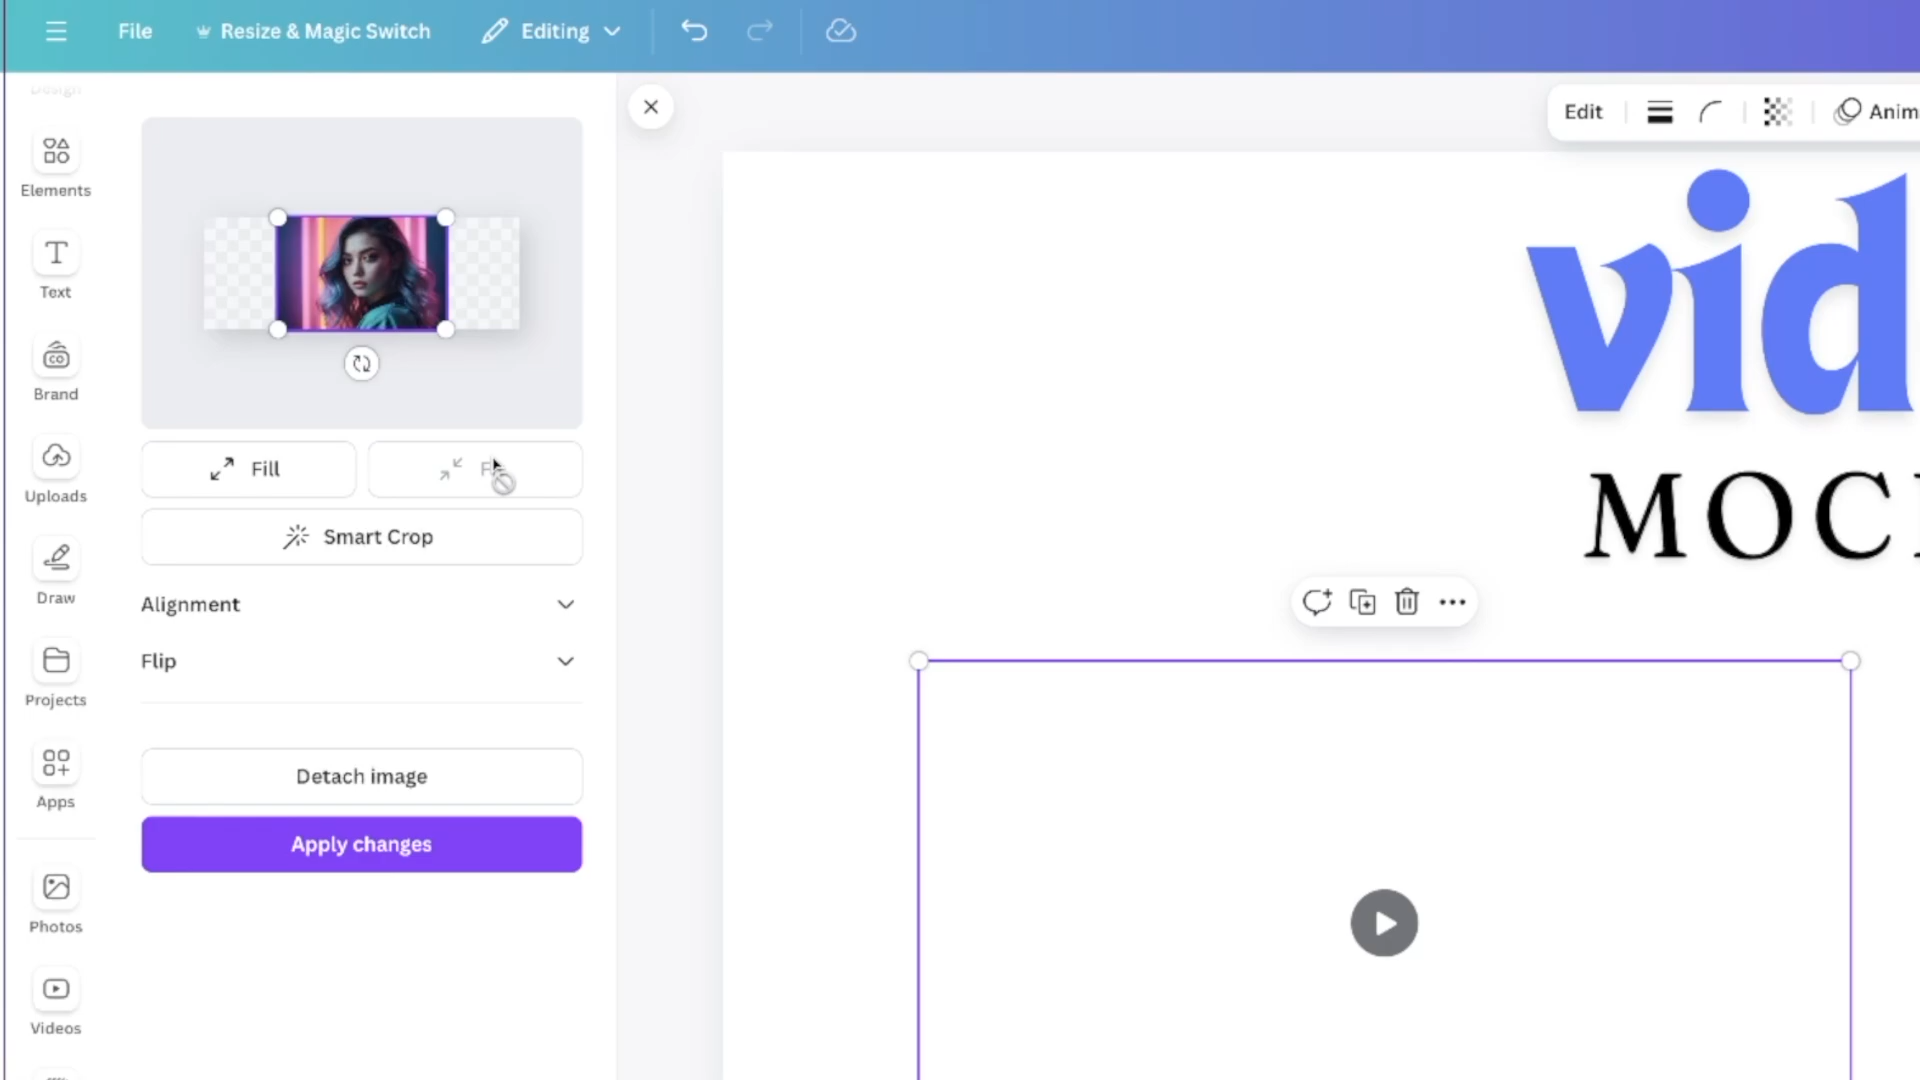 File
Resize & Magic Switch
Editing
Design
Elements
Text
Brand
Uploads
Draw
Projects
Apps
Photos
Videos
Fill
Smart Crop
Alignment
Flip
Detach image
Apply changes
Edit
Anim
vid
MOC